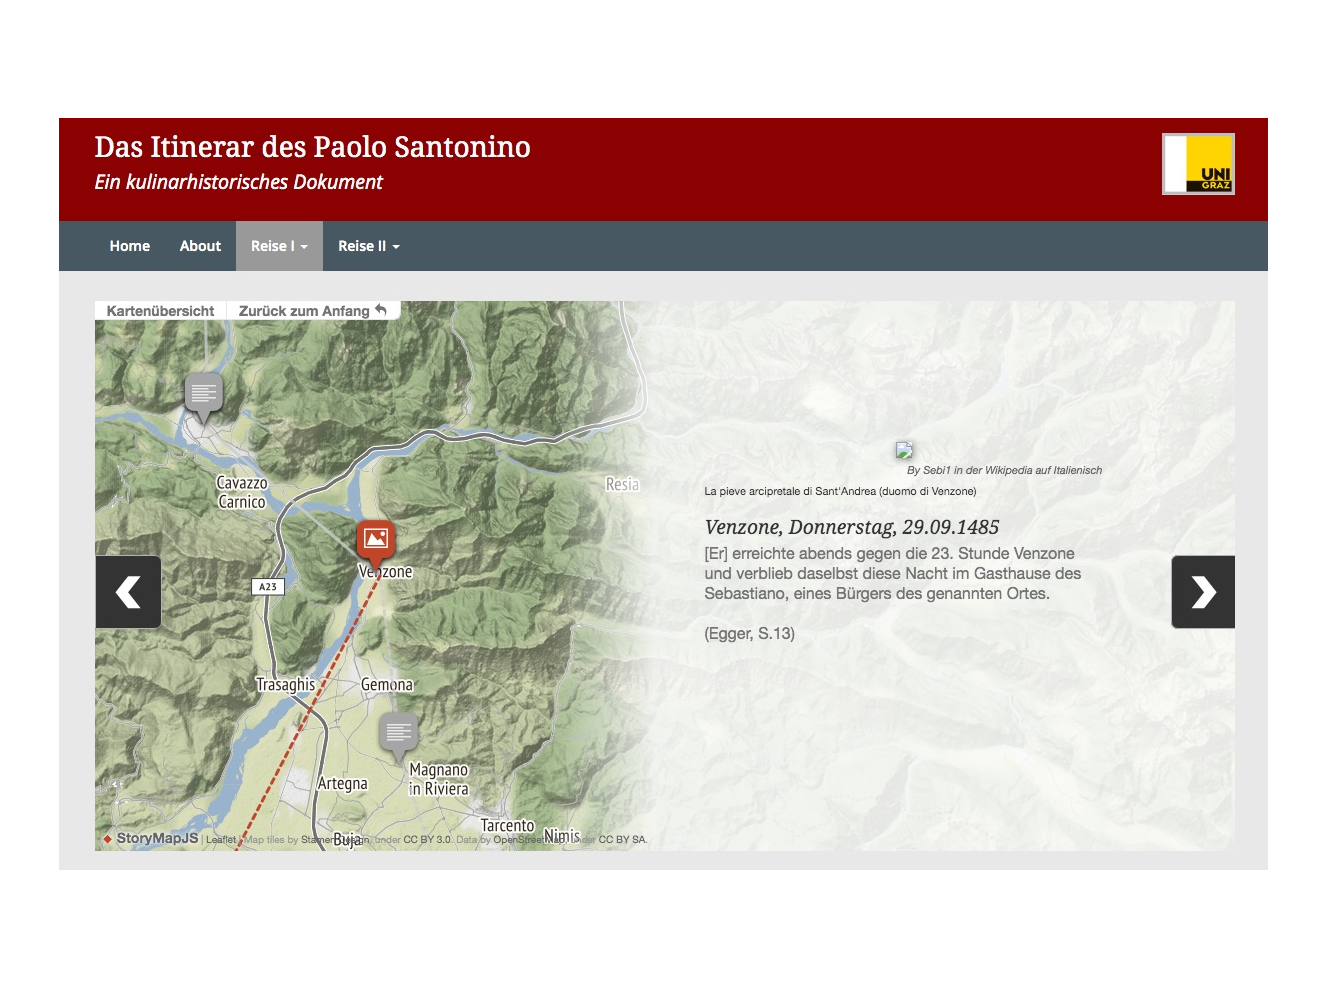 Das Itinerar des Paolo Santonino
Ein kulinarhistorisches Dokument
UNI
GRAZ
Home About Reise I Reise II
Kartenübersicht Zurück zum Anfang
Cavazzo
Carnico
Resia
Venzone
A23
Trasaghis
Gemona
Magnano
in Riviera
Artegna
Tarcento
Nimis
Buja
StoryMapJS | Leaflet | Map tiles by Stamen Design, under CC BY 3.0. Data by OpenStreetMap, under CC BY SA.
By Sebi1 in der Wikipedia auf Italienisch
La pieve arcipretale di Sant'Andrea (duomo di Venzone)
Venzone, Donnerstag, 29.09.1485
[Er] erreichte abends gegen die 23. Stunde Venzone
und verblieb daselbst diese Nacht im Gasthause des
Sebastiano, eines Bürgers des genannten Ortes.
(Egger, S.13)